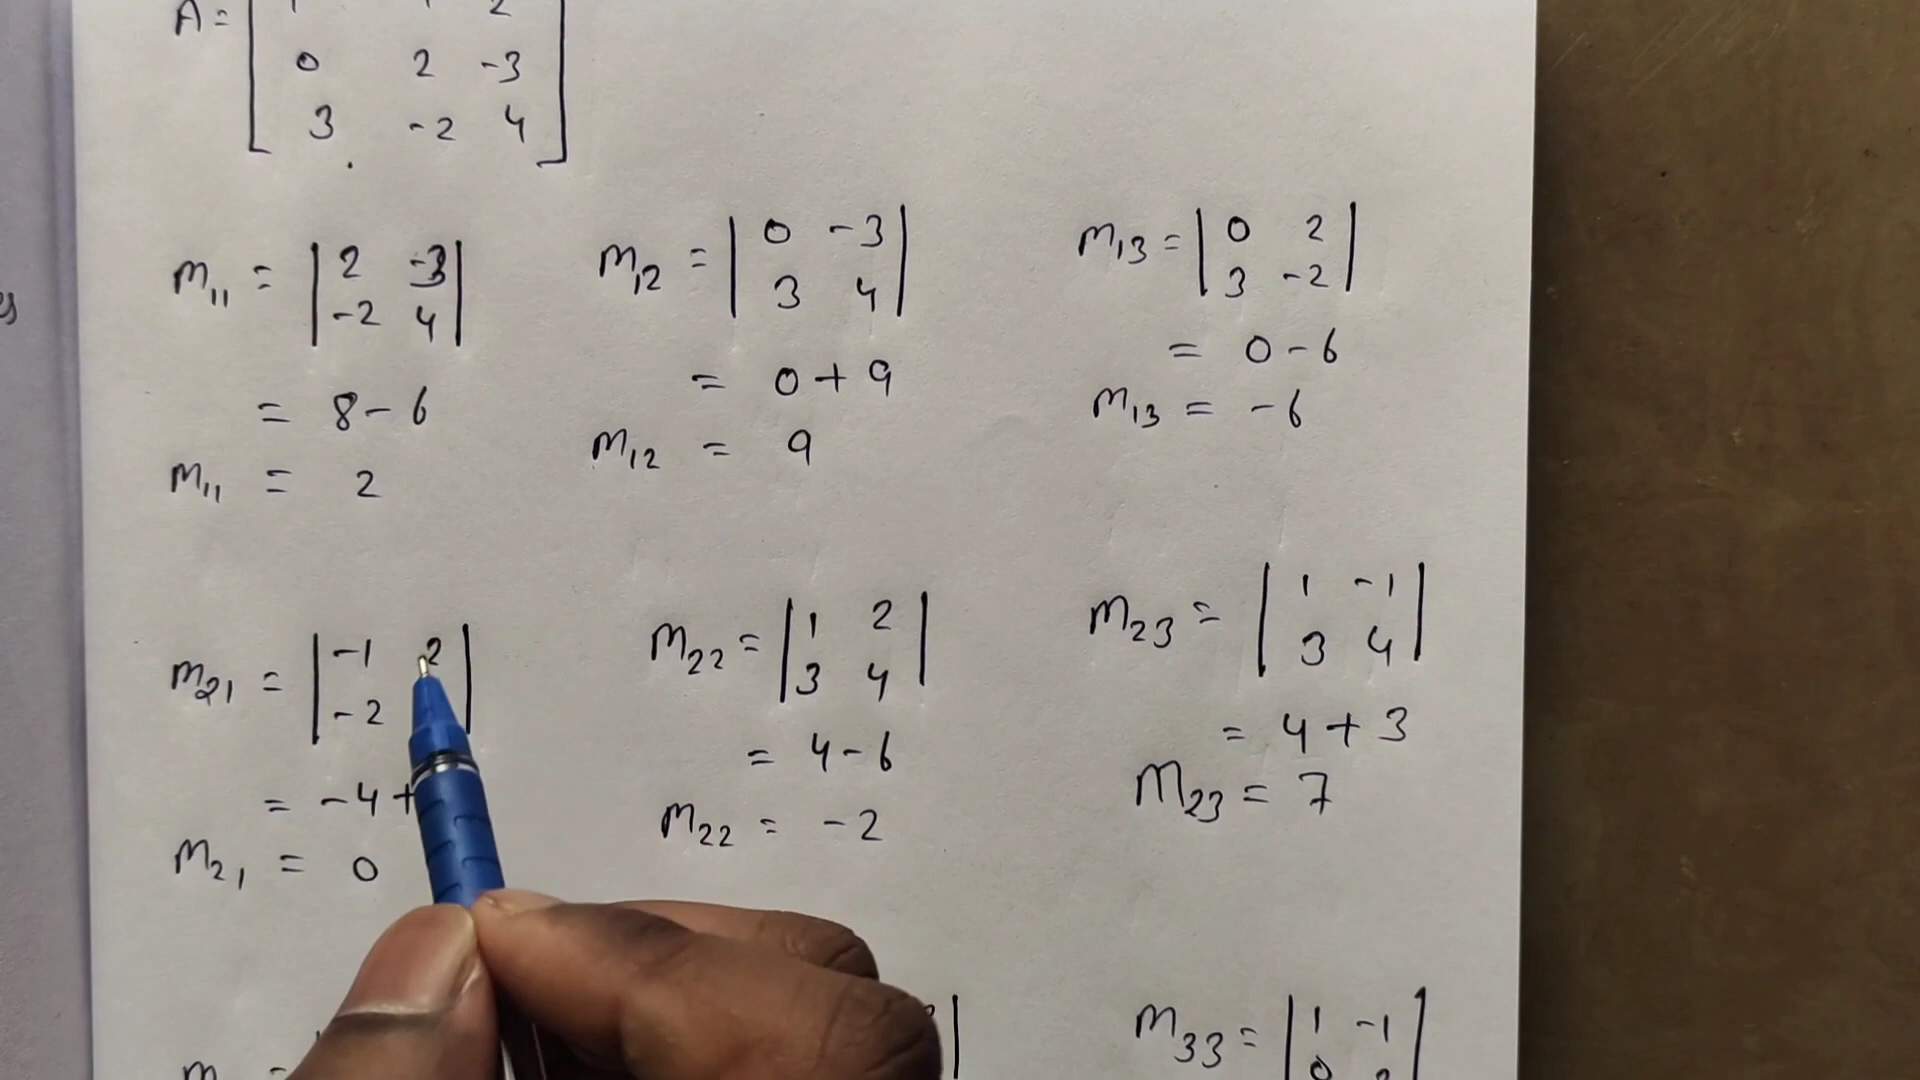 A = 1 -1 2
0 2 -3
3 -2 4
m11 = | 2 -3 |
| -2 4 |
= 8 - 6
m11 = 2
m12 = | 0 -3 |
| 3 4 |
= 0 + 9
m12 = 9
m13 = | 0 2 |
| 3 -2 |
= 0 - 6
m13 = -6
m21 = | -1 2 |
| -2 |
= -4 +
m21 = 0
m22 = | 1 2 |
| 3 4 |
= 4 - 6
m22 = -2
m23 = | 1 -1 |
| 3 4 |
= 4 + 3
m23 = 7
m33 = | 1 -1 |